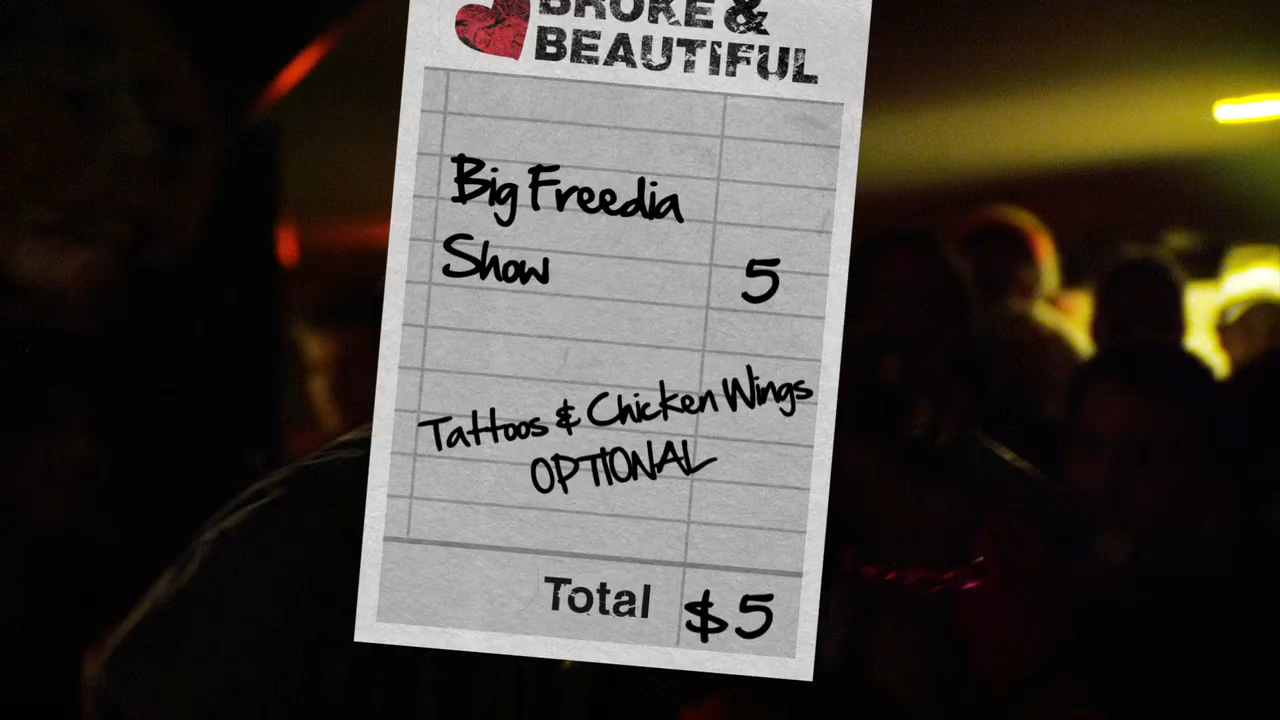 BROKE &
BEAUTIFUL
Big Freedia
Show 5
Tattoos & Chicken Wings
OPTIONAL
Total $5